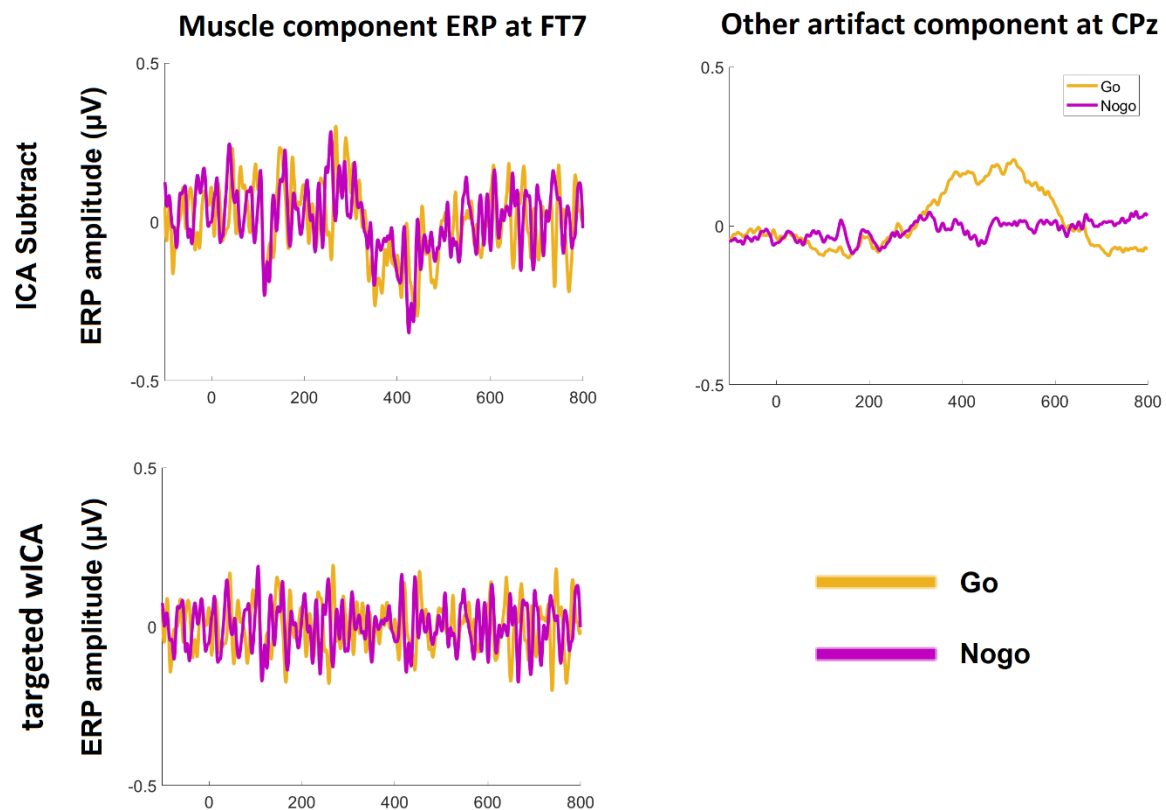 Muscle component ERP at FT7
Other artifact component at CPz
ICA Subtract
ERP amplitude (µV)
0.5
0
-0.5
0 200 400 600 800
0.5
0
-0.5
0 200 400 600 800
Go
Nogo
targeted wICA
ERP amplitude (µV)
0.5
0
-0.5
0 200 400 600 800
Go
Nogo